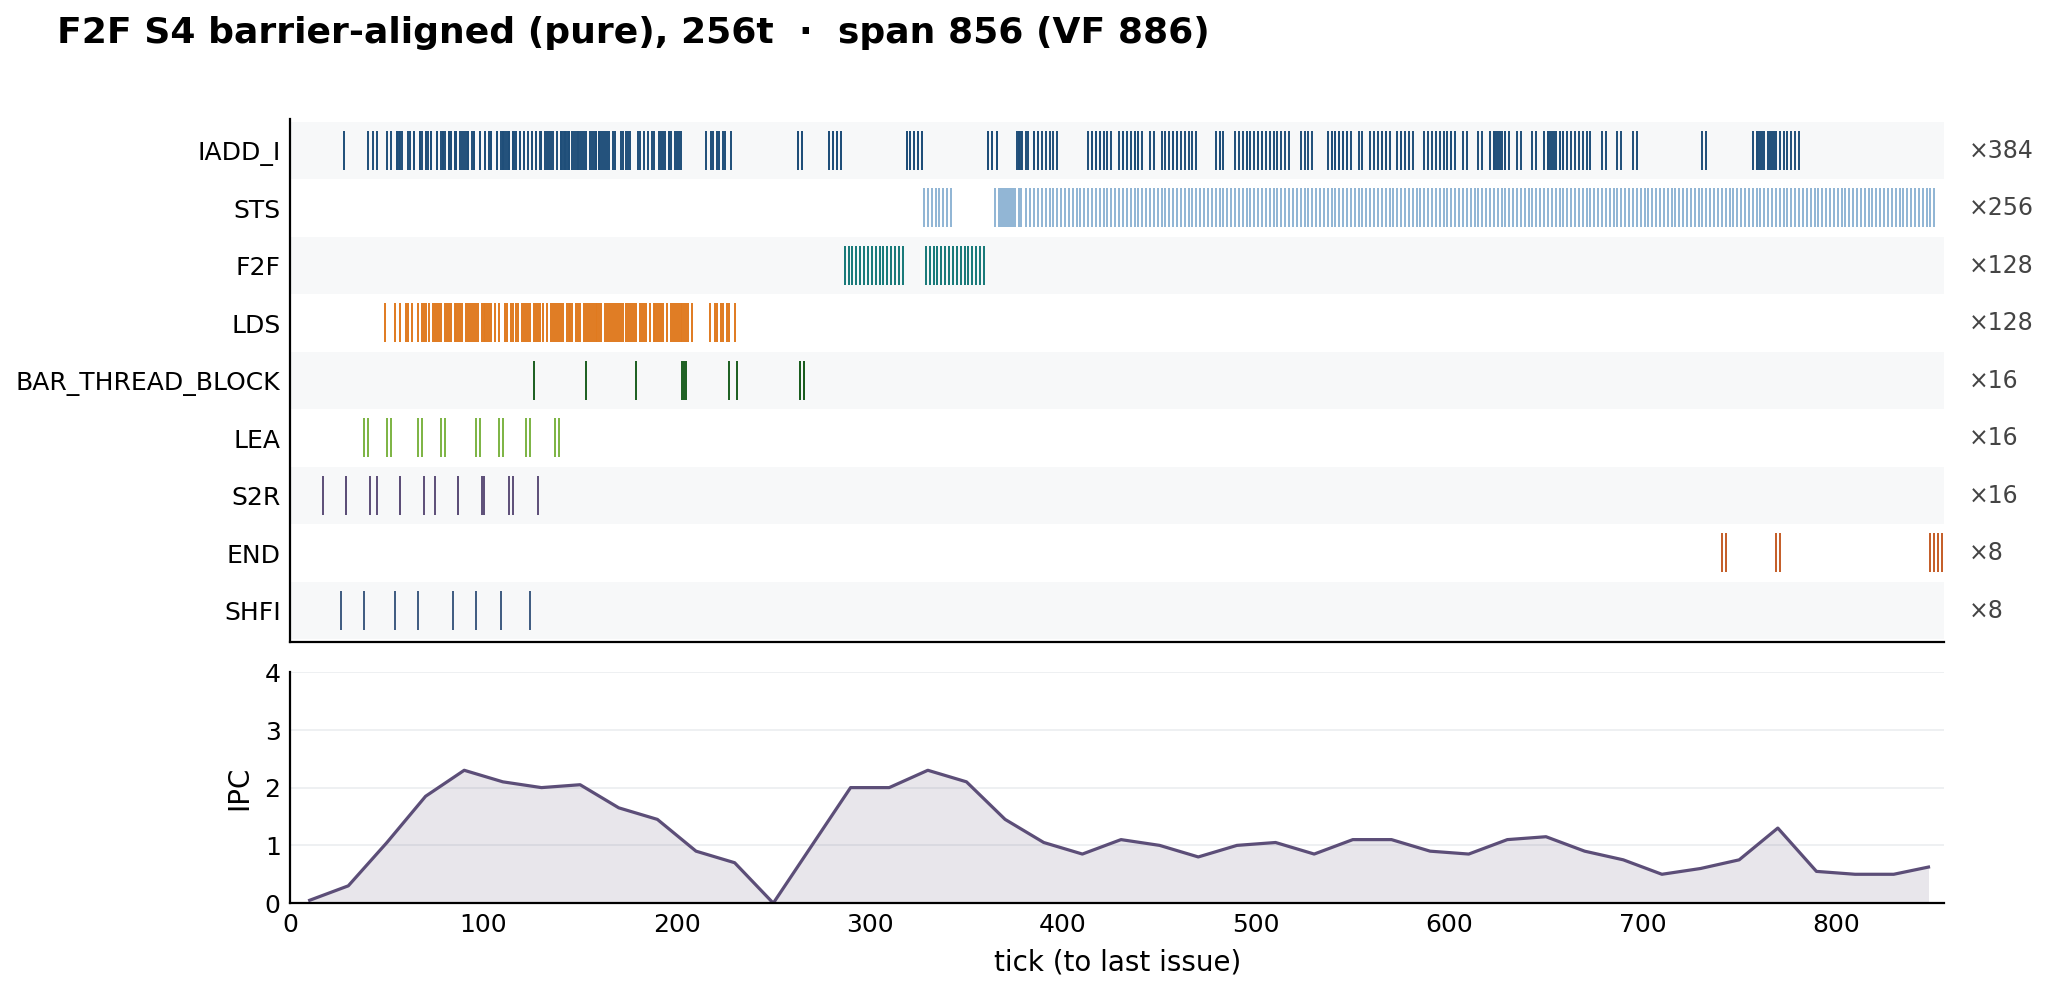 F2F S4 barrier-aligned (pure), 256t · span 856 (VF 886)
IADD_I ×384
STS ×256
F2F ×128
LDS ×128
BAR_THREAD_BLOCK ×16
LEA ×16
S2R ×16
END ×8
SHFI ×8
4
3
2
1
0
IPC
0 100 200 300 400 500 600 700 800
tick (to last issue)